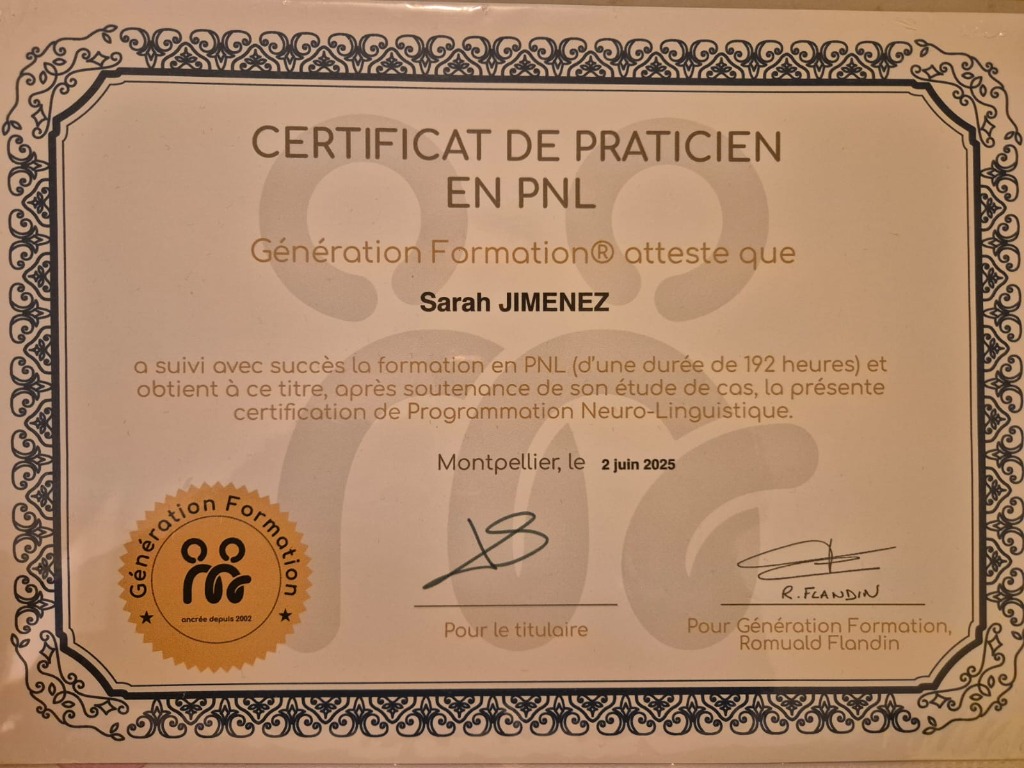 CERTIFICAT DE PRATICIEN
EN PNL
Génération Formation® atteste que
Sarah JIMENEZ
a suivi avec succès la formation en PNL (d'une durée de 192 heures) et
obtient à ce titre, après soutenance de son étude de cas, la présente
certification de Programmation Neuro-Linguistique.
Montpellier, le 2 juin 2025
Génération Formation
ancrée depuis 2002
R. FLANDIN
Pour le titulaire
Pour Génération Formation,
Romuald Flandin